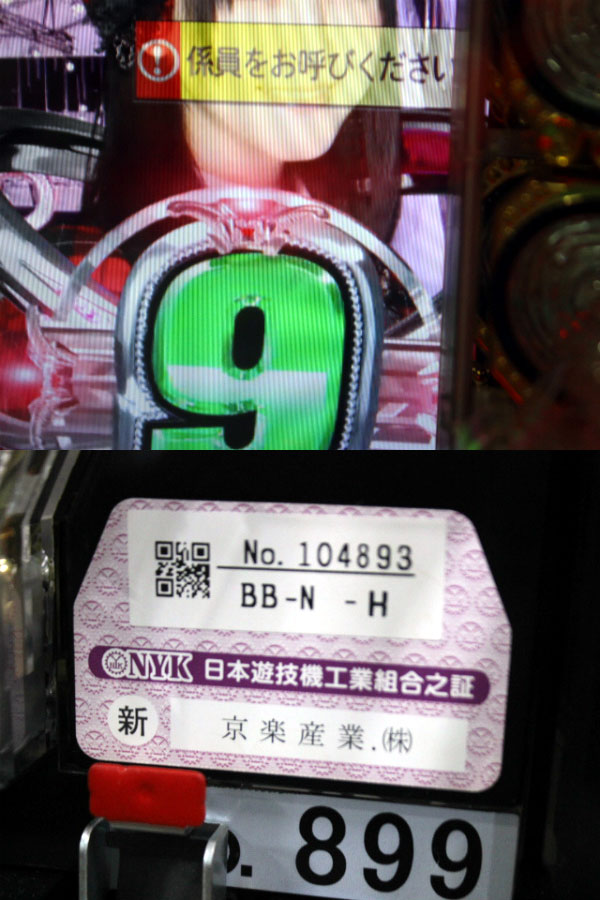 係員をお呼びください
9
No. 104893
BB-N -H
NYK 日本遊技機工業組合之証
新 京楽産業.㈱
899